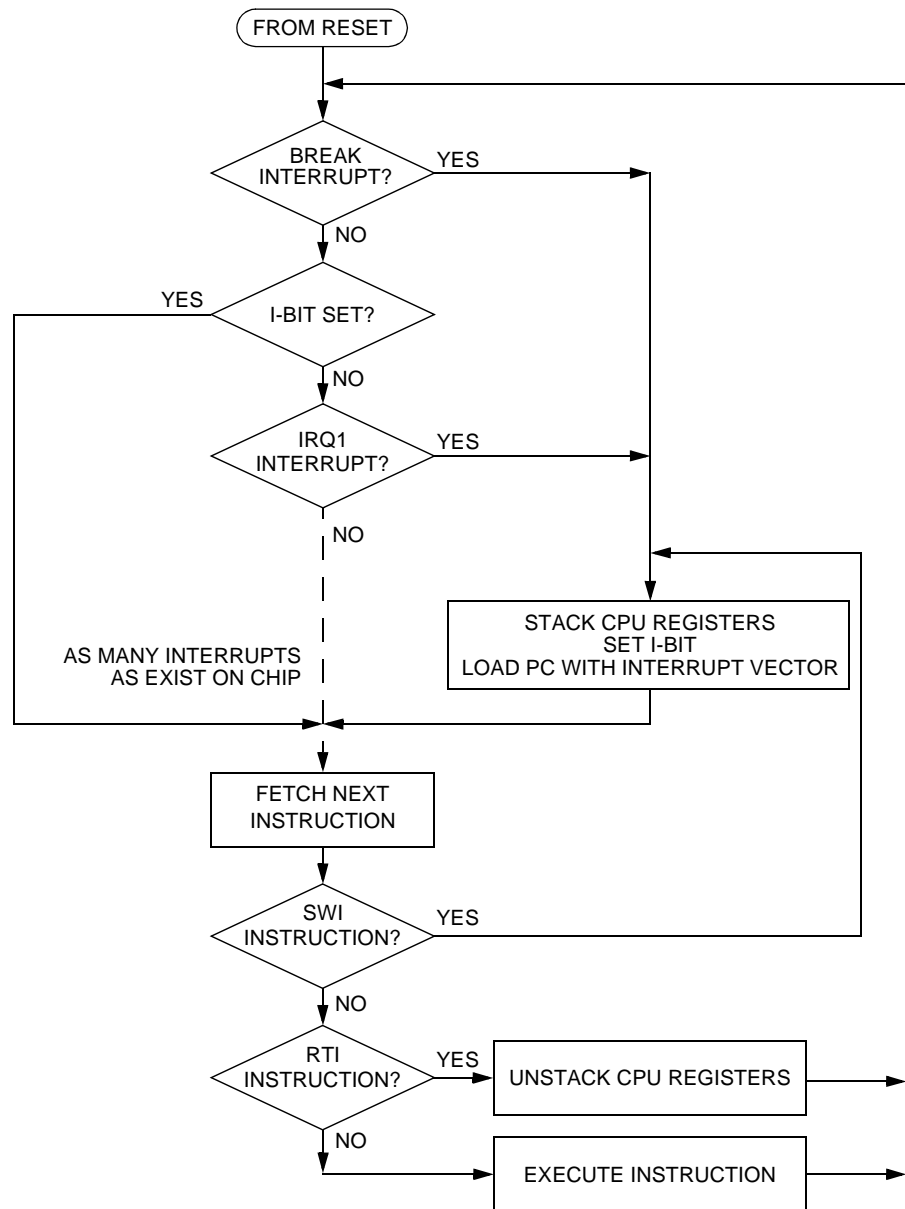 FROM RESET
BREAK
INTERRUPT?
YES
NO
YES
I-BIT SET?
NO
IRQ1
INTERRUPT?
YES
NO
STACK CPU REGISTERS
SET I-BIT
LOAD PC WITH INTERRUPT VECTOR
AS MANY INTERRUPTS
AS EXIST ON CHIP
FETCH NEXT
INSTRUCTION
SWI
INSTRUCTION?
YES
NO
RTI
INSTRUCTION?
YES
UNSTACK CPU REGISTERS
NO
EXECUTE INSTRUCTION